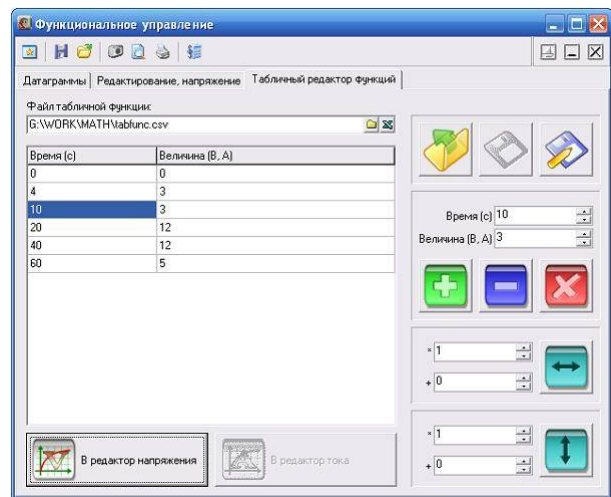 Функциональное управление
Датаграммы Редактирование, напряжение Табличный редактор функций
Файл табличной функции:
G:\WORK\MATH\tabfunc.csv
Время (с) Величина (В, А)
0 0
4 3
10 3
20 12
40 12
60 5
Время (с) 10
Величина (В, А) 3
* 1
+ 0
* 1
+ 0
В редактор напряжения В редактор тока